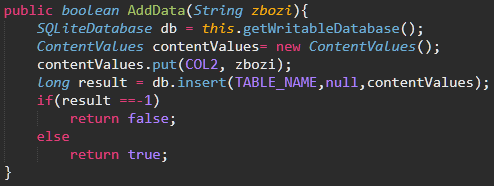 public boolean AddData(String zbozi){
    SQLiteDatabase db = this.getWritableDatabase();
    ContentValues contentValues= new ContentValues();
    contentValues.put(COL2, zbozi);
    long result = db.insert(TABLE_NAME,null,contentValues);
    if(result ==-1)
        return false;
    else
        return true;
}